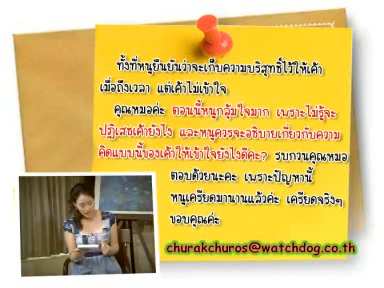 ทั้งที่หนูยืนยันว่าจะเก็บความบริสุทธิ์ไว้ให้เค้า
เมื่อถึงเวลา แต่เค้าไม่เข้าใจ
คุณหมอค่ะ ตอนนี้หนูกลุ้มใจมาก เพราะไม่รู้จะ
ปฏิเสธเค้ายังไง และหนูควรจะอธิบายเกี่ยวกับความ
คิดแบบนี้ของเค้าให้เข้าใจยังไงดีค่ะ? รบกวนคุณหมอ
ตอบด้วยนะคะ เพราะปัญหานี้
หนูเครียดมานานแล้วค่ะ เครียดจริงๆ
ขอบคุณค่ะ
churakchuros@watchdog.co.th